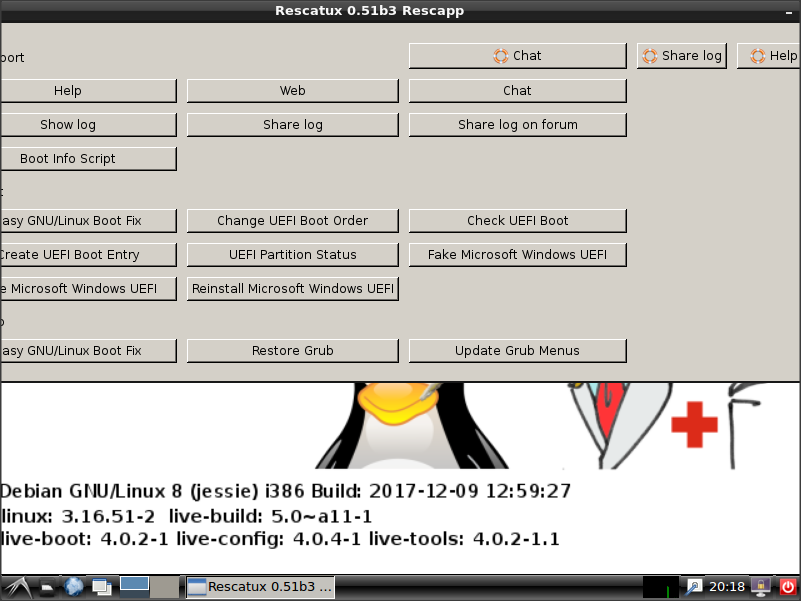 Rescatux 0.51b3 Rescapp
port
Chat Share log Help
Help Web Chat
Show log Share log Share log on forum
Boot Info Script
t
asy GNU/Linux Boot Fix Change UEFI Boot Order Check UEFI Boot
Create UEFI Boot Entry UEFI Partition Status Fake Microsoft Windows UEFI
e Microsoft Windows UEFI Reinstall Microsoft Windows UEFI
b
asy GNU/Linux Boot Fix Restore Grub Update Grub Menus
Debian GNU/Linux 8 (jessie) i386 Build: 2017-12-09 12:59:27
linux: 3.16.51-2 live-build: 5.0~a11-1
live-boot: 4.0.2-1 live-config: 4.0.4-1 live-tools: 4.0.2-1.1
Rescatux 0.51b3 ... 20:18